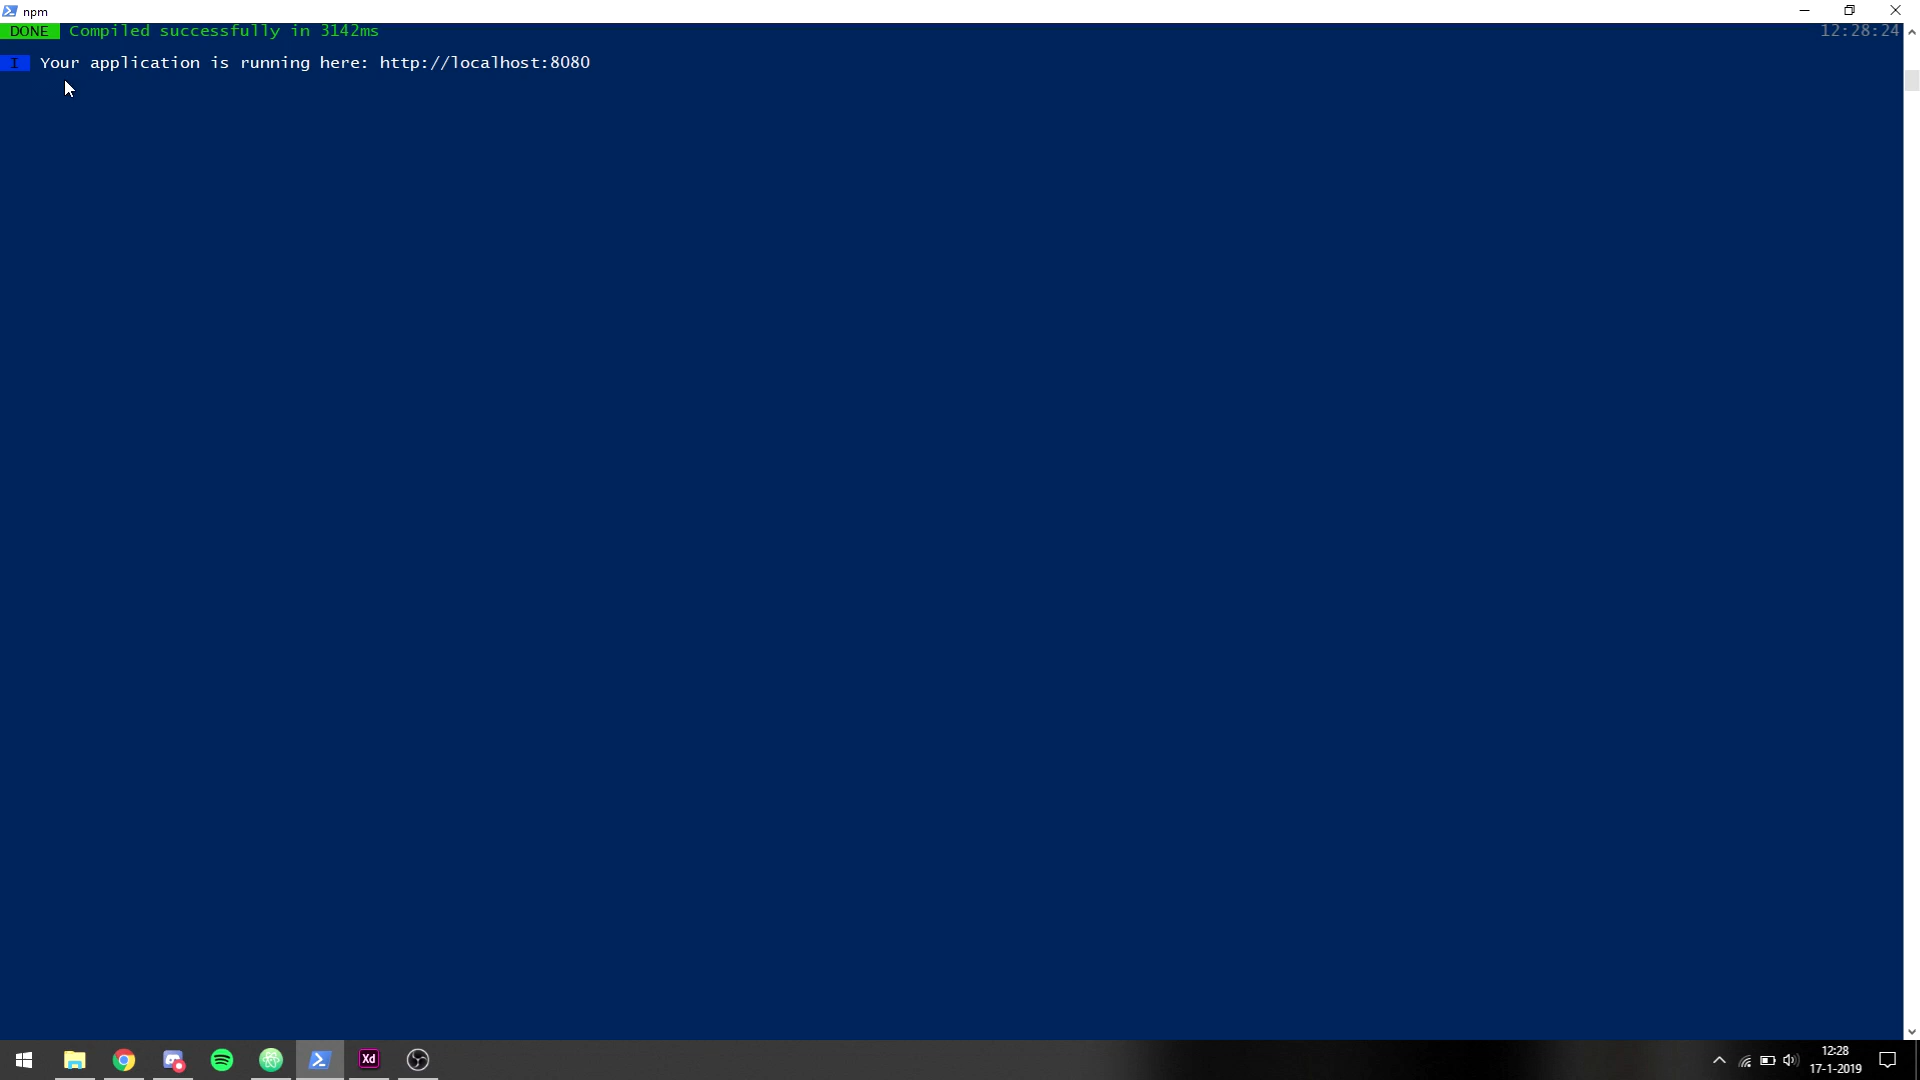 npm
DONE Compiled successfully in 3142ms 12:28:24
I Your application is running here: http://localhost:8080
Xd
12:28
17-1-2019